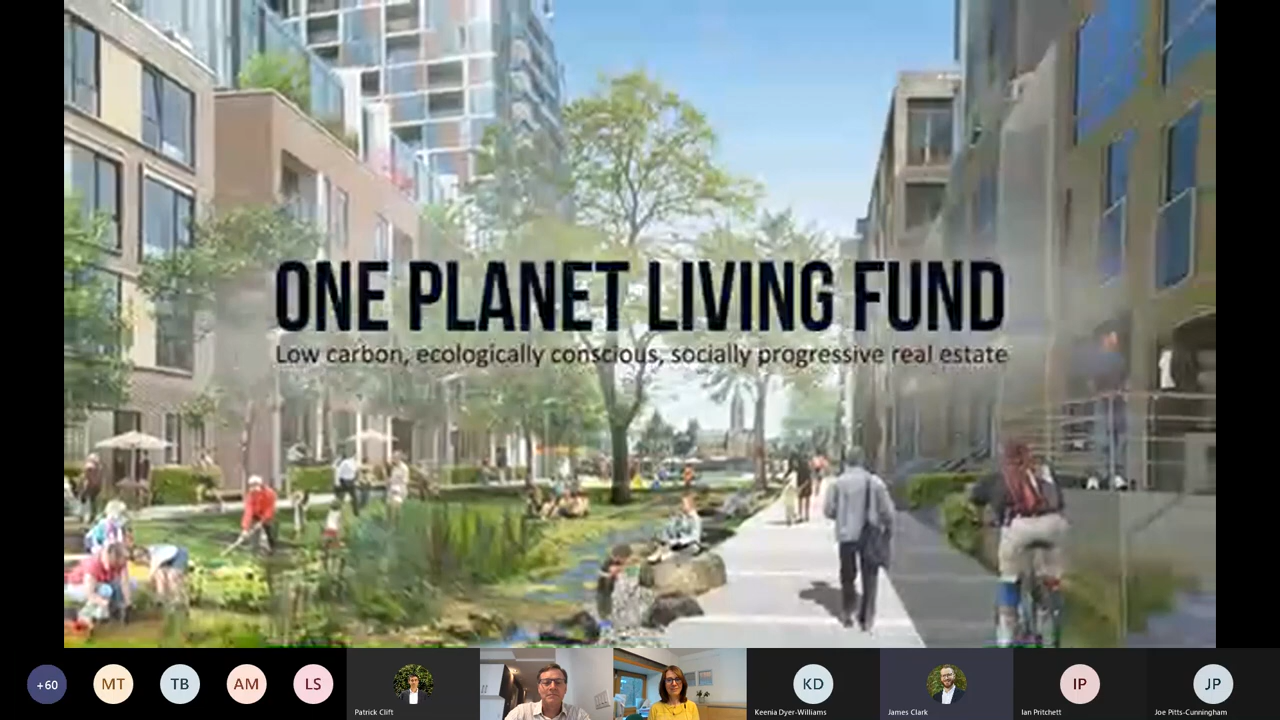 ONE PLANET LIVING FUND
Low carbon, ecologically conscious, socially progressive real estate
+60
MT
TB
AM
LS
Patrick Clift
KD
Keenia Dyer-Williams
James Clark
IP
Ian Pritchett
JP
Joe Pitts-Cunningham